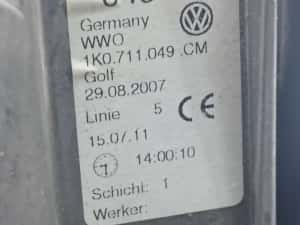 Germany
WWO
1K0.711.049 .CM
Golf
29.08.2007
Linie 5 CE
15.07.11
14:00:10
Schicht: 1
Werker: